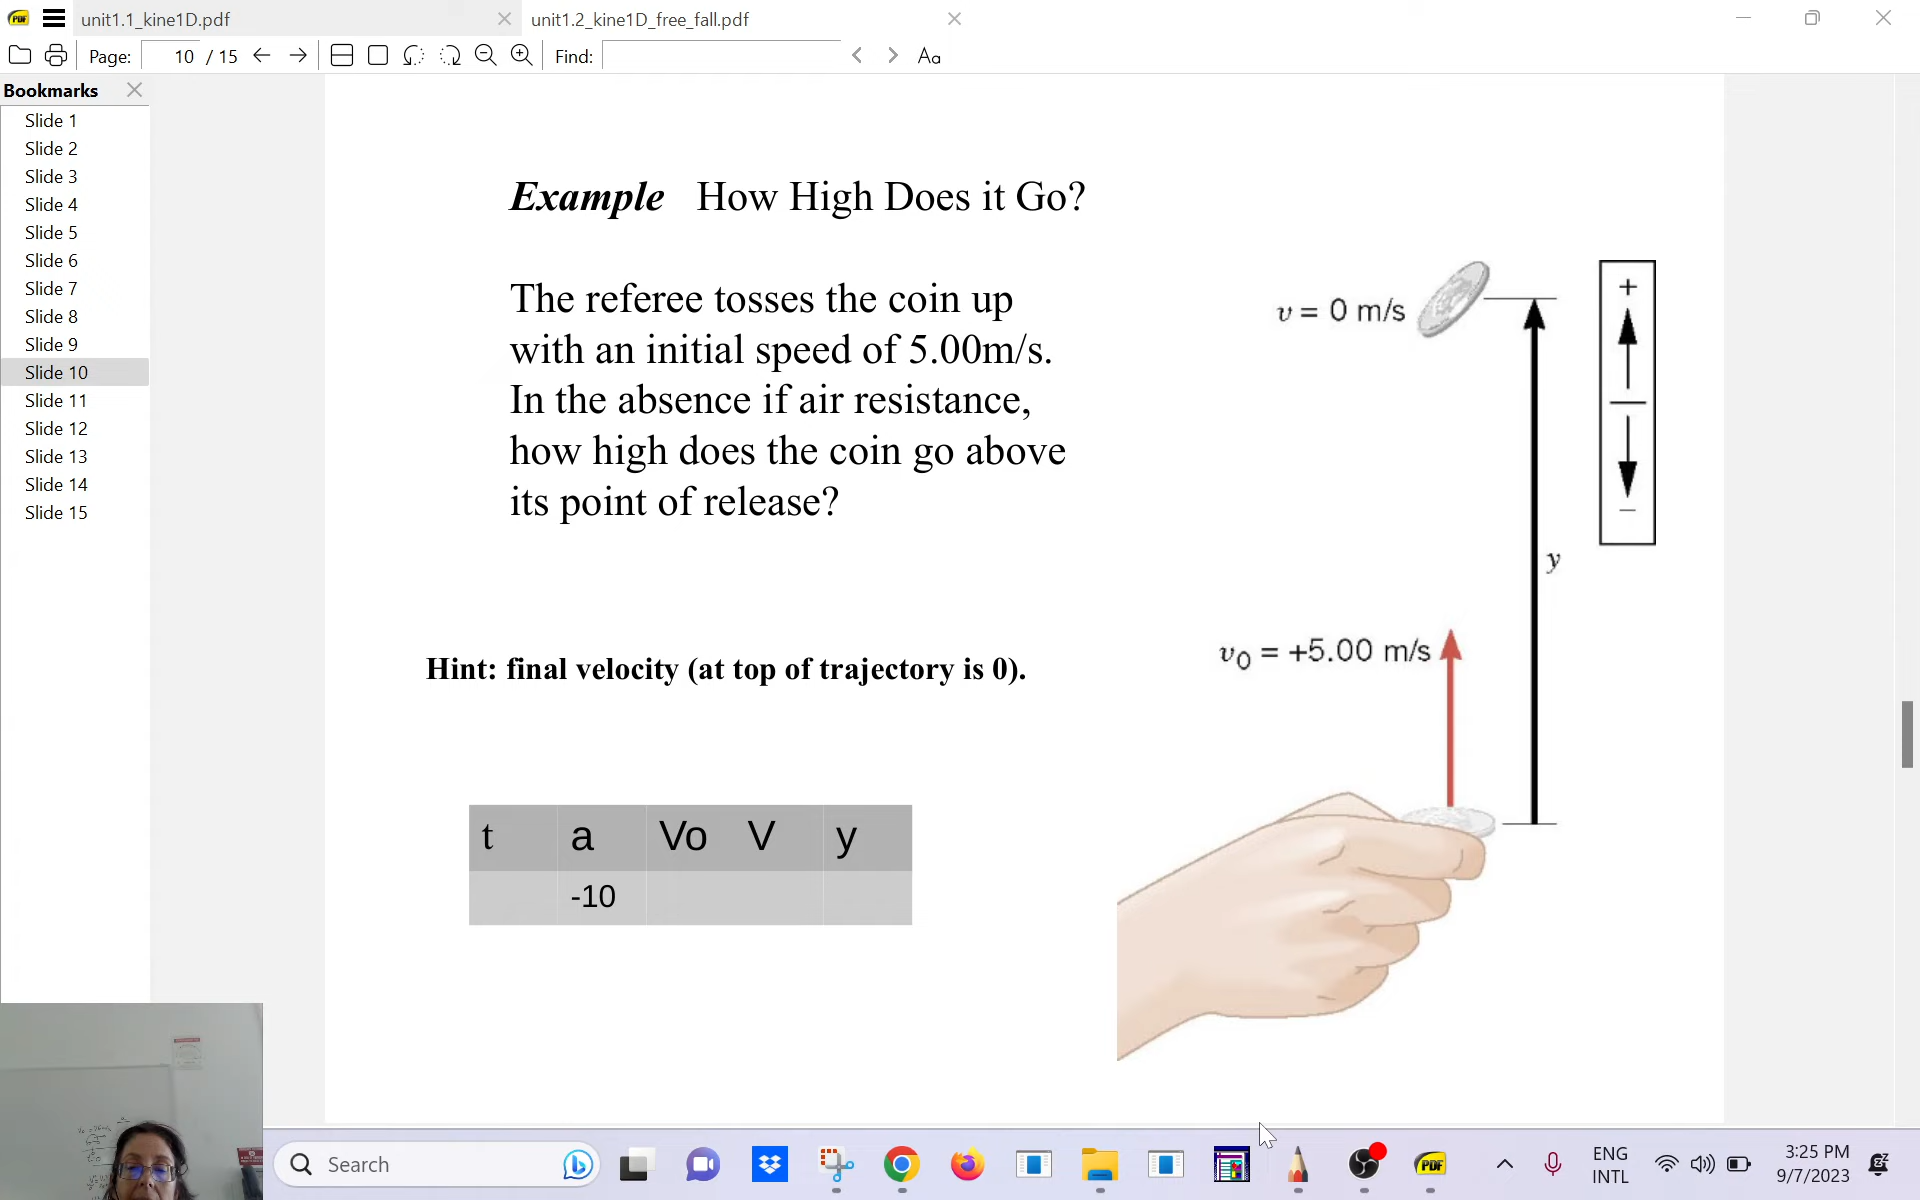 unit1.1_kine1D.pdf
unit1.2_kine1D_free_fall.pdf
Page: 10 / 15
Find:
Aa
Bookmarks
Slide 1
Slide 2
Slide 3
Slide 4
Slide 5
Slide 6
Slide 7
Slide 8
Slide 9
Slide 10
Slide 11
Slide 12
Slide 13
Slide 14
Slide 15
Example How High Does it Go?
The referee tosses the coin up
with an initial speed of 5.00m/s.
In the absence if air resistance,
how high does the coin go above
its point of release?
Hint: final velocity (at top of trajectory is 0).
t a Vo V y
-10
v = 0 m/s
+
–
y
v0 = +5.00 m/s
Search
PDF
ENG
INTL
3:25 PM
9/7/2023